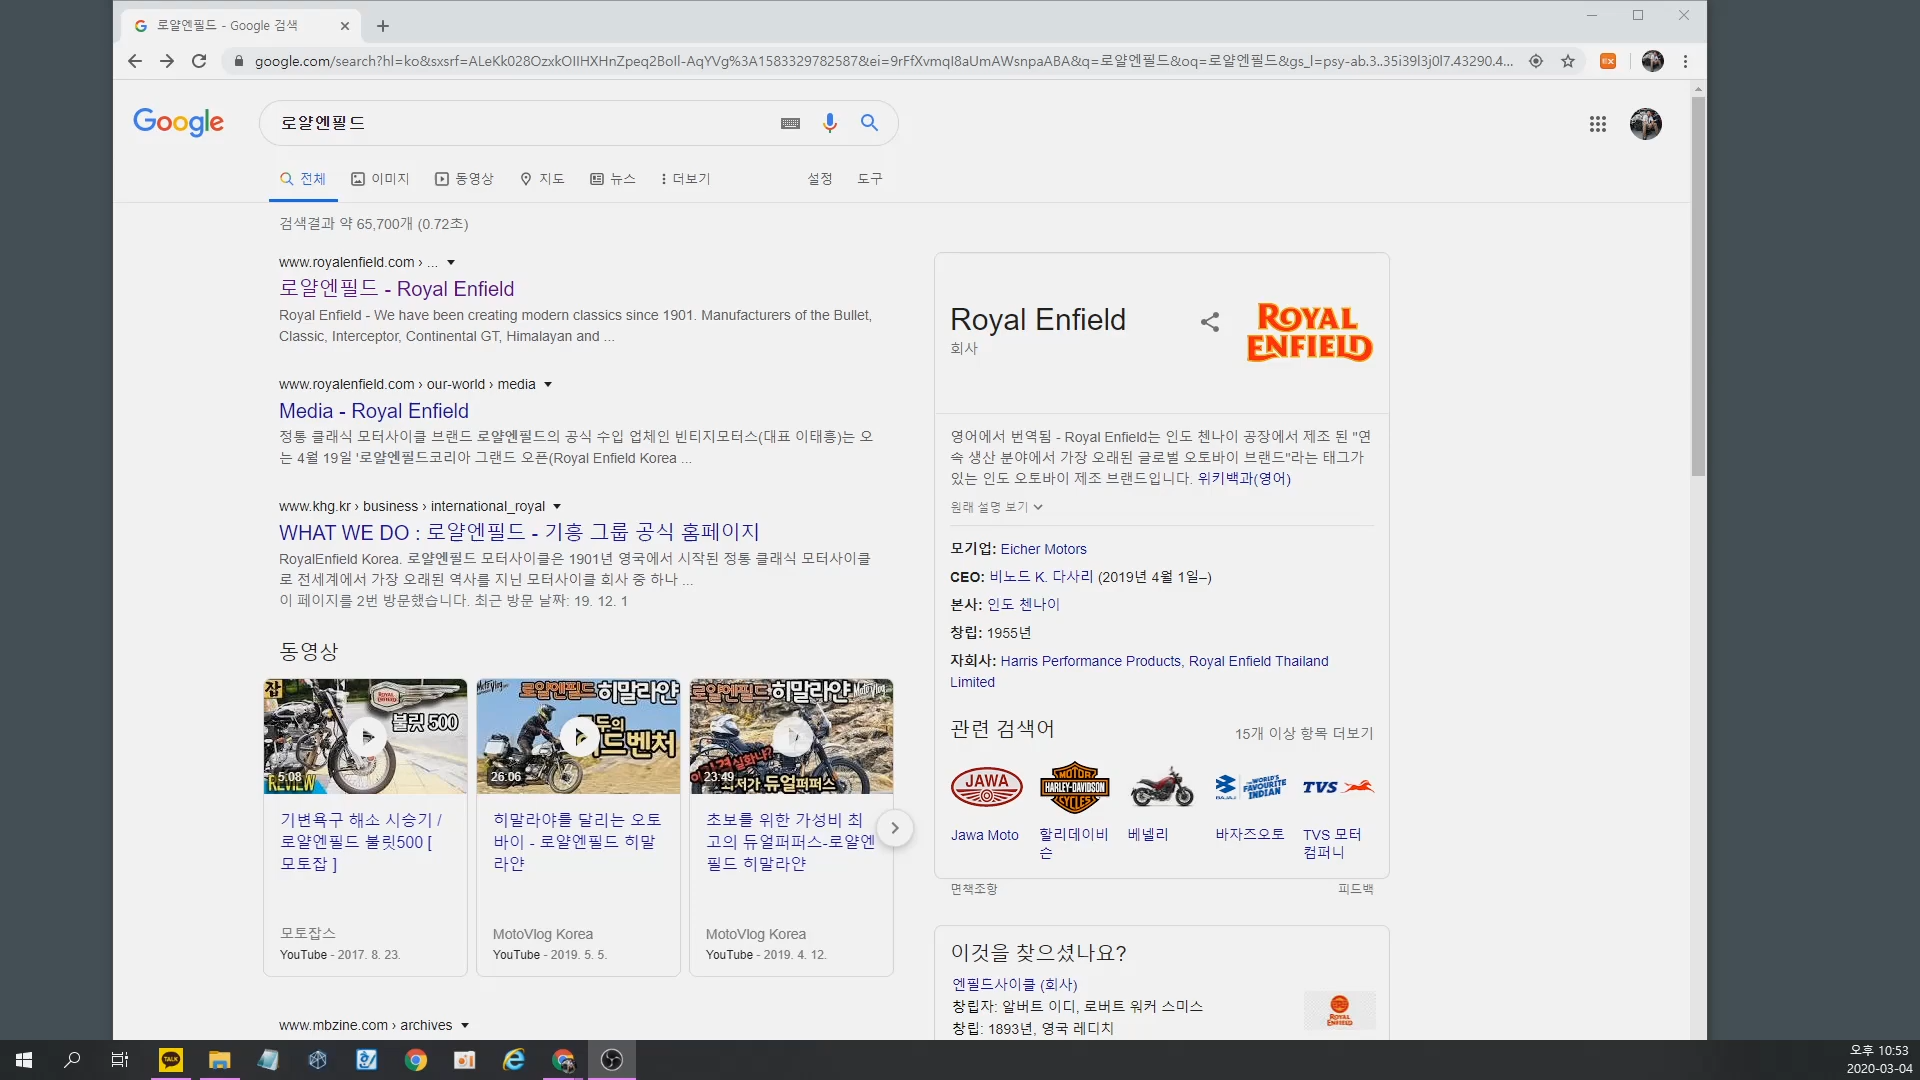 로얄엔필드 - Google 검색
google.com/search?hl=ko&sxsrf=ALeKk028OzxkOIIHXHnZpeq2BoIl-AqYVg%3A1583329782587&ei=9rFfXvmqI8aUmAWsnpaABA&q=로얄엔필드&oq=로얄엔필드&gs_l=psy-ab.3..35i39l3j0l7.43290.4...
Google
로얄엔필드
전체 이미지 동영상 지도 뉴스 더보기 설정 도구
검색결과 약 65,700개 (0.72초)
www.royalenfield.com › ...
로얄엔필드 - Royal Enfield
Royal Enfield - We have been creating modern classics since 1901. Manufacturers of the Bullet,
Classic, Interceptor, Continental GT, Himalayan and ...
www.royalenfield.com › our-world › media
Media - Royal Enfield
정통 클래식 모터사이클 브랜드 로얄엔필드의 공식 수입 업체인 빈티지모터스(대표 이태흥)는 오
는 4월 19일 '로얄엔필드코리아 그랜드 오픈(Royal Enfield Korea ...
www.khg.kr › business › international_royal
WHAT WE DO : 로얄엔필드 - 기흥 그룹 공식 홈페이지
RoyalEnfield Korea. 로얄엔필드 모터사이클은 1901년 영국에서 시작된 정통 클래식 모터사이클
로 전세계에서 가장 오래된 역사를 지닌 모터사이클 회사 중 하나 ...
이 페이지를 2번 방문했습니다. 최근 방문 날짜: 19. 12. 1
동영상
잡
불릿 500
5:08
REVIEW
기변욕구 해소 시승기 /
로얄엔필드 불릿500 [
모토잡 ]
모토잡스
YouTube - 2017. 8. 23.
로얄엔필드 히말라얀
26:06
히말라야를 달리는 오토
바이 - 로얄엔필드 히말
라얀
MotoVlog Korea
YouTube - 2019. 5. 5.
로얄엔필드 히말라얀 MotoVlog
23:49
최저가 듀얼퍼퍼스
초보를 위한 가성비 최
고의 듀얼퍼퍼스-로얄엔
필드 히말라얀
MotoVlog Korea
YouTube - 2019. 4. 12.
www.mbzine.com › archives
Royal Enfield
회사
ROYAL
ENFIELD
영어에서 번역됨 - Royal Enfield는 인도 첸나이 공장에서 제조 된 "연
속 생산 분야에서 가장 오래된 글로벌 오토바이 브랜드"라는 태그가
있는 인도 오토바이 제조 브랜드입니다. 위키백과(영어)
원래 설명 보기
모기업: Eicher Motors
CEO: 비노드 K. 다사리 (2019년 4월 1일–)
본사: 인도 첸나이
창립: 1955년
자회사: Harris Performance Products, Royal Enfield Thailand
Limited
관련 검색어
15개 이상 항목 더보기
JAWA
MOTOR
HARLEY-DAVIDSON
CYCLES
BAJAJ
WORLD'S
FAVOURITE
INDIAN
TVS
Jawa Moto
할리데이비
슨
베넬리
바자즈오토
TVS 모터
컴퍼니
면책조항
피드백
이것을 찾으셨나요?
엔필드사이클 (회사)
창립자: 알버트 이디, 로버트 워커 스미스
창립: 1893년, 영국 레디치
ROYAL
ENFIELD
TALK
오후 10:53
2020-03-04